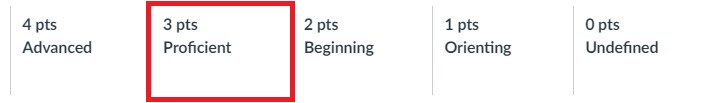 4 pts
Advanced
3 pts
Proficient
2 pts
Beginning
1 pts
Orienting
0 pts
Undefined